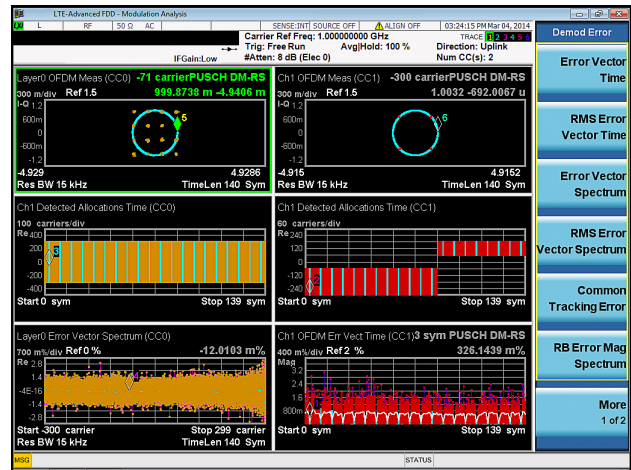 LTE-Advanced FDD - Modulation Analysis
L RF 50 Ω AC SENSE:INT SOURCE OFF ALIGN OFF 03:24:15 PM Mar 04, 2014
Carrier Ref Freq: 1.000000000 GHz TRACE 1 2 3 4 5 6
Trig: Free Run Avg|Hold: 100 % Direction: Uplink
IFGain:Low #Atten: 8 dB (Elec 0) Num CC(s): 2
Layer0 OFDM Meas (CC0) -71 carrierPUSCH DM-RS
300 m/div Ref 1.5 999.8738 m -4.9406 m
I-Q 1.2
600m
0
-600m
-1.2
5
-4.929 4.9286
Res BW 15 kHz TimeLen 140 Sym
Ch1 OFDM Meas (CC1) -300 carrierPUSCH DM-RS
300 m/div Ref 1.5 1.0032 -692.0067 u
I-Q 1.2
600m
0
-600m
-1.2
6
-4.915 4.9152
Res BW 15 kHz TimeLen 140 Sym
Ch1 Detected Allocations Time (CC0)
100 carriers/div
Re 400
200
0
-200
-400
3
Start 0 sym Stop 139 sym
Ch1 Detected Allocations Time (CC1)
60 carriers/div
Re 240
120
0
-120
-240
Start 0 sym Stop 139 sym
Layer0 Error Vector Spectrum (CC0)
700 m%/div Ref 0 % -12.0103 m%
Re 2.8
1.4
-4E-16
-1.4
-2.8
Start -300 carrier Stop 299 carrier
Res BW 15 kHz TimeLen 140 Sym
Ch1 OFDM Err Vect Time (CC1) 3 sym PUSCH DM-RS
400 m%/div Ref 2 % 326.1439 m%
Mag
3.2
2.4
1.6
800m
Start 0 sym Stop 139 sym
Demod Error
Error Vector
Time
RMS Error
Vector Time
Error Vector
Spectrum
RMS Error
Vector Spectrum
Common
Tracking Error
RB Error Mag
Spectrum
More
1 of 2
MSG STATUS